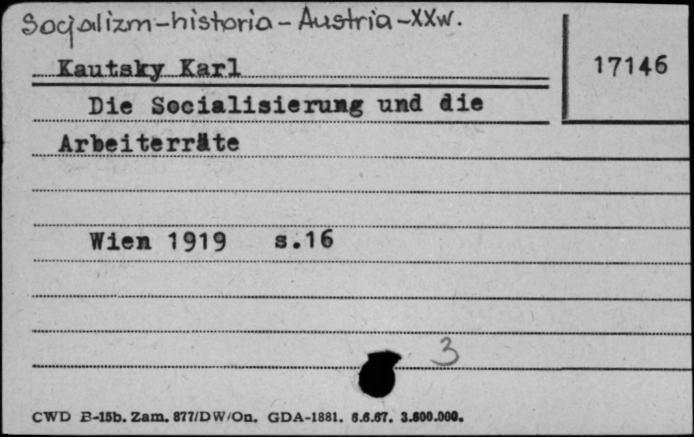 Socjalizm-historia-Austria-XXw.
17146
Kautsky Karl
Die Socialisierung und die
Arbeiterräte
Wien 1919 s.16
3
CWD B-15b. Zam. 877/DW/On. GDA-1881. 6.6.67. 3.600.000.